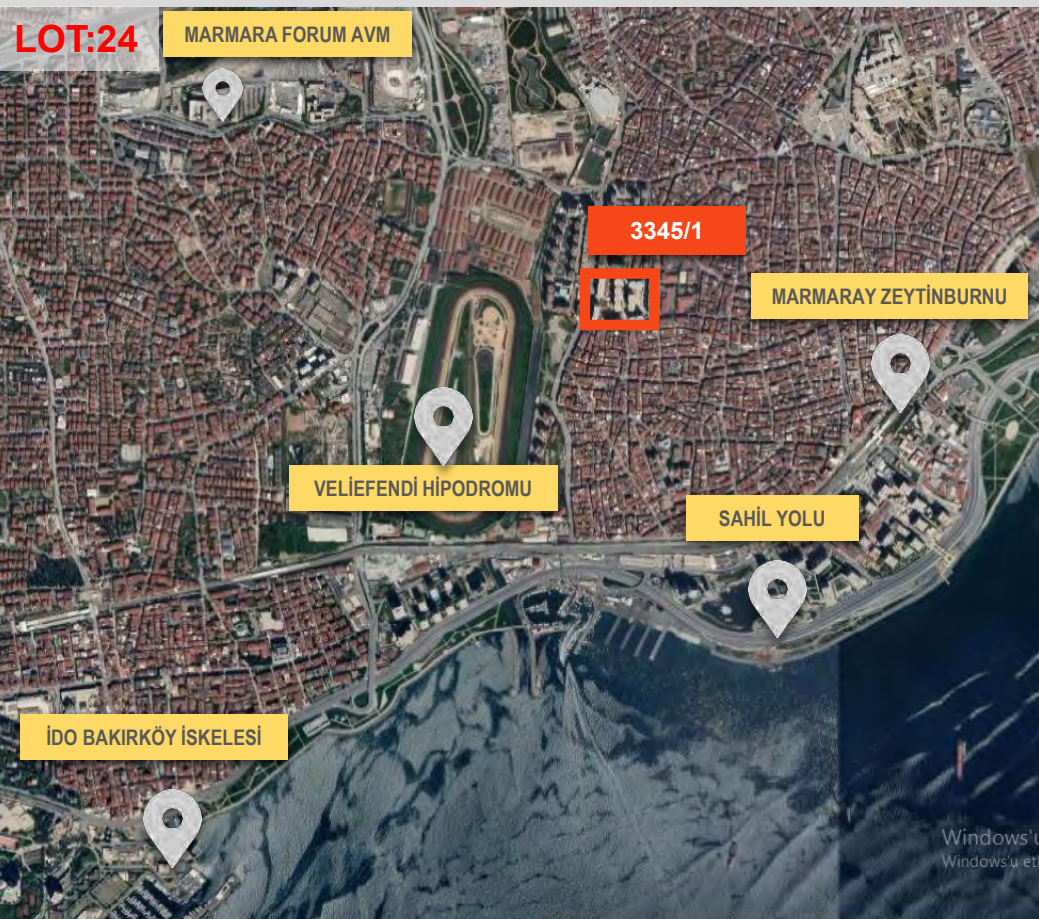 LOT:24
MARMARA FORUM AVM
3345/1
MARMARAY ZEYTİNBURNU
VELİEFENDİ HİPODROMU
SAHİL YOLU
İDO BAKIRKÖY İSKELESİ
Windows'u
Windows'u etk